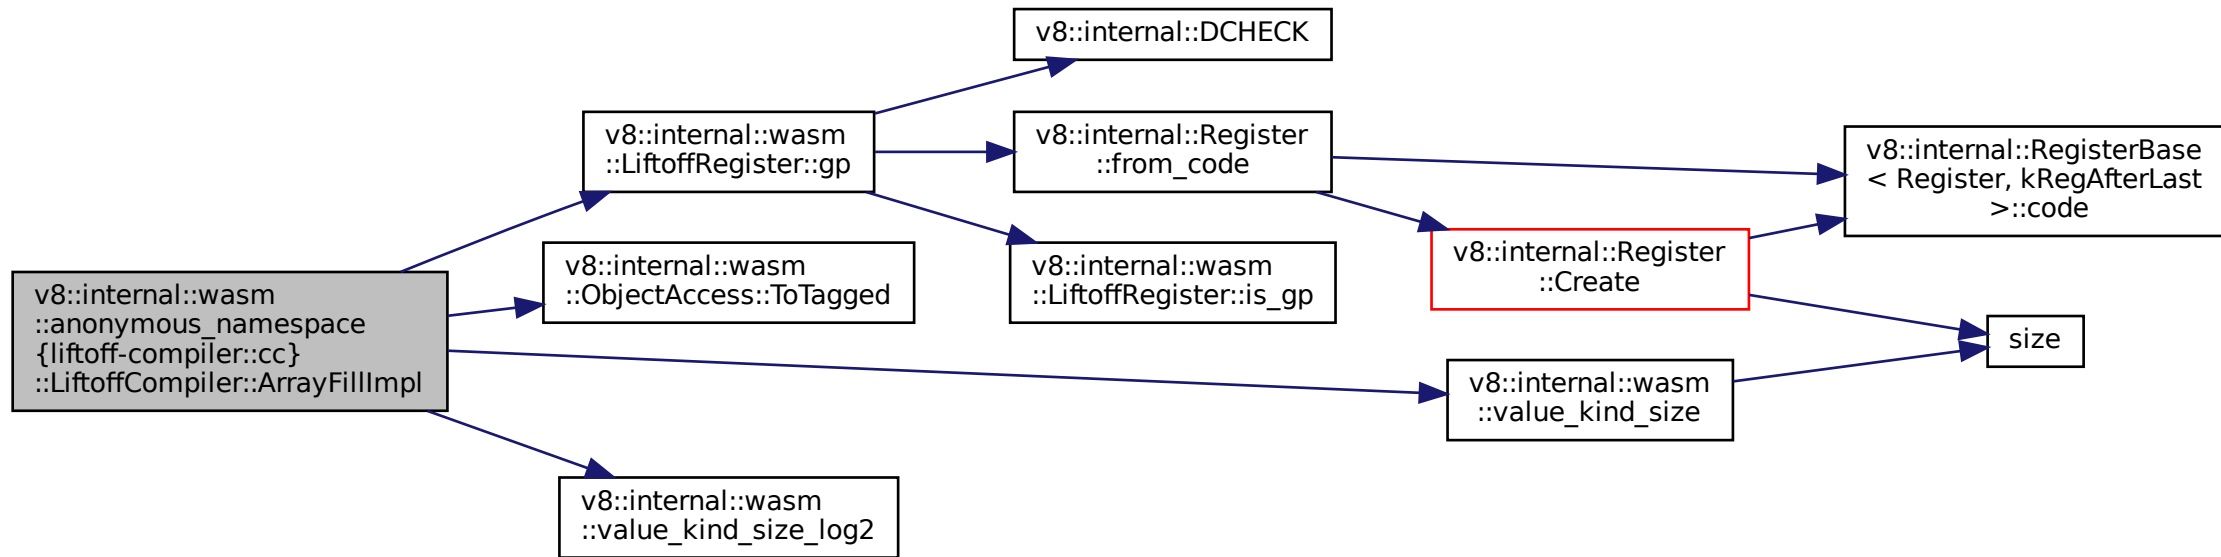 v8::internal::wasm
::anonymous_namespace
{liftoff-compiler::cc}
::LiftoffCompiler::ArrayFillImpl
v8::internal::wasm
::LiftoffRegister::gp
v8::internal::DCHECK
v8::internal::Register
::from_code
v8::internal::RegisterBase
< Register, kRegAfterLast
>::code
v8::internal::Register
::Create
size
v8::internal::wasm
::LiftoffRegister::is_gp
v8::internal::wasm
::ObjectAccess::ToTagged
v8::internal::wasm
::value_kind_size
v8::internal::wasm
::value_kind_size_log2